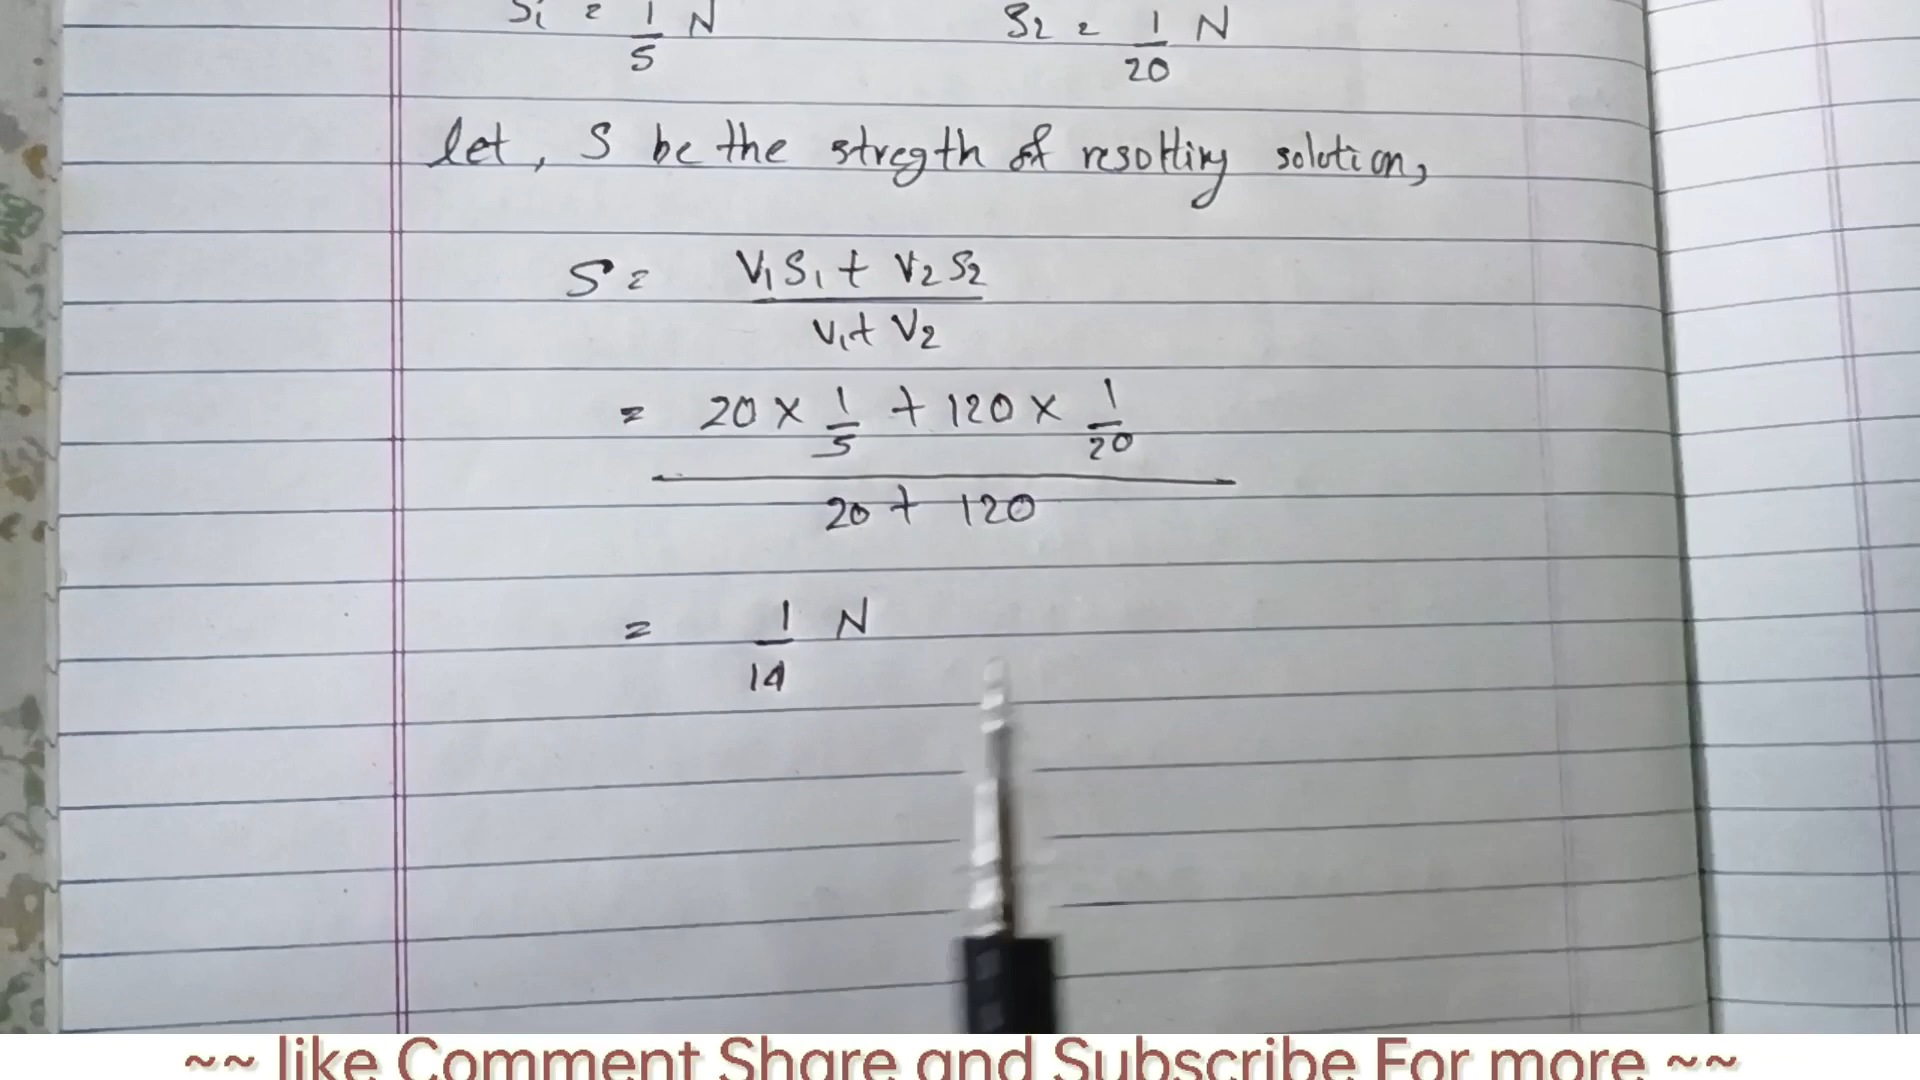 S1 = 1/5 N S2 = 1/20 N
let, S be the stregth of resolting solution,
S = V1S1 + V2S2
V1+ V2
= 20 × 1/5 + 120 × 1/20
20 + 120
= 1/14 N
~~ like Comment Share and Subscribe For more ~~